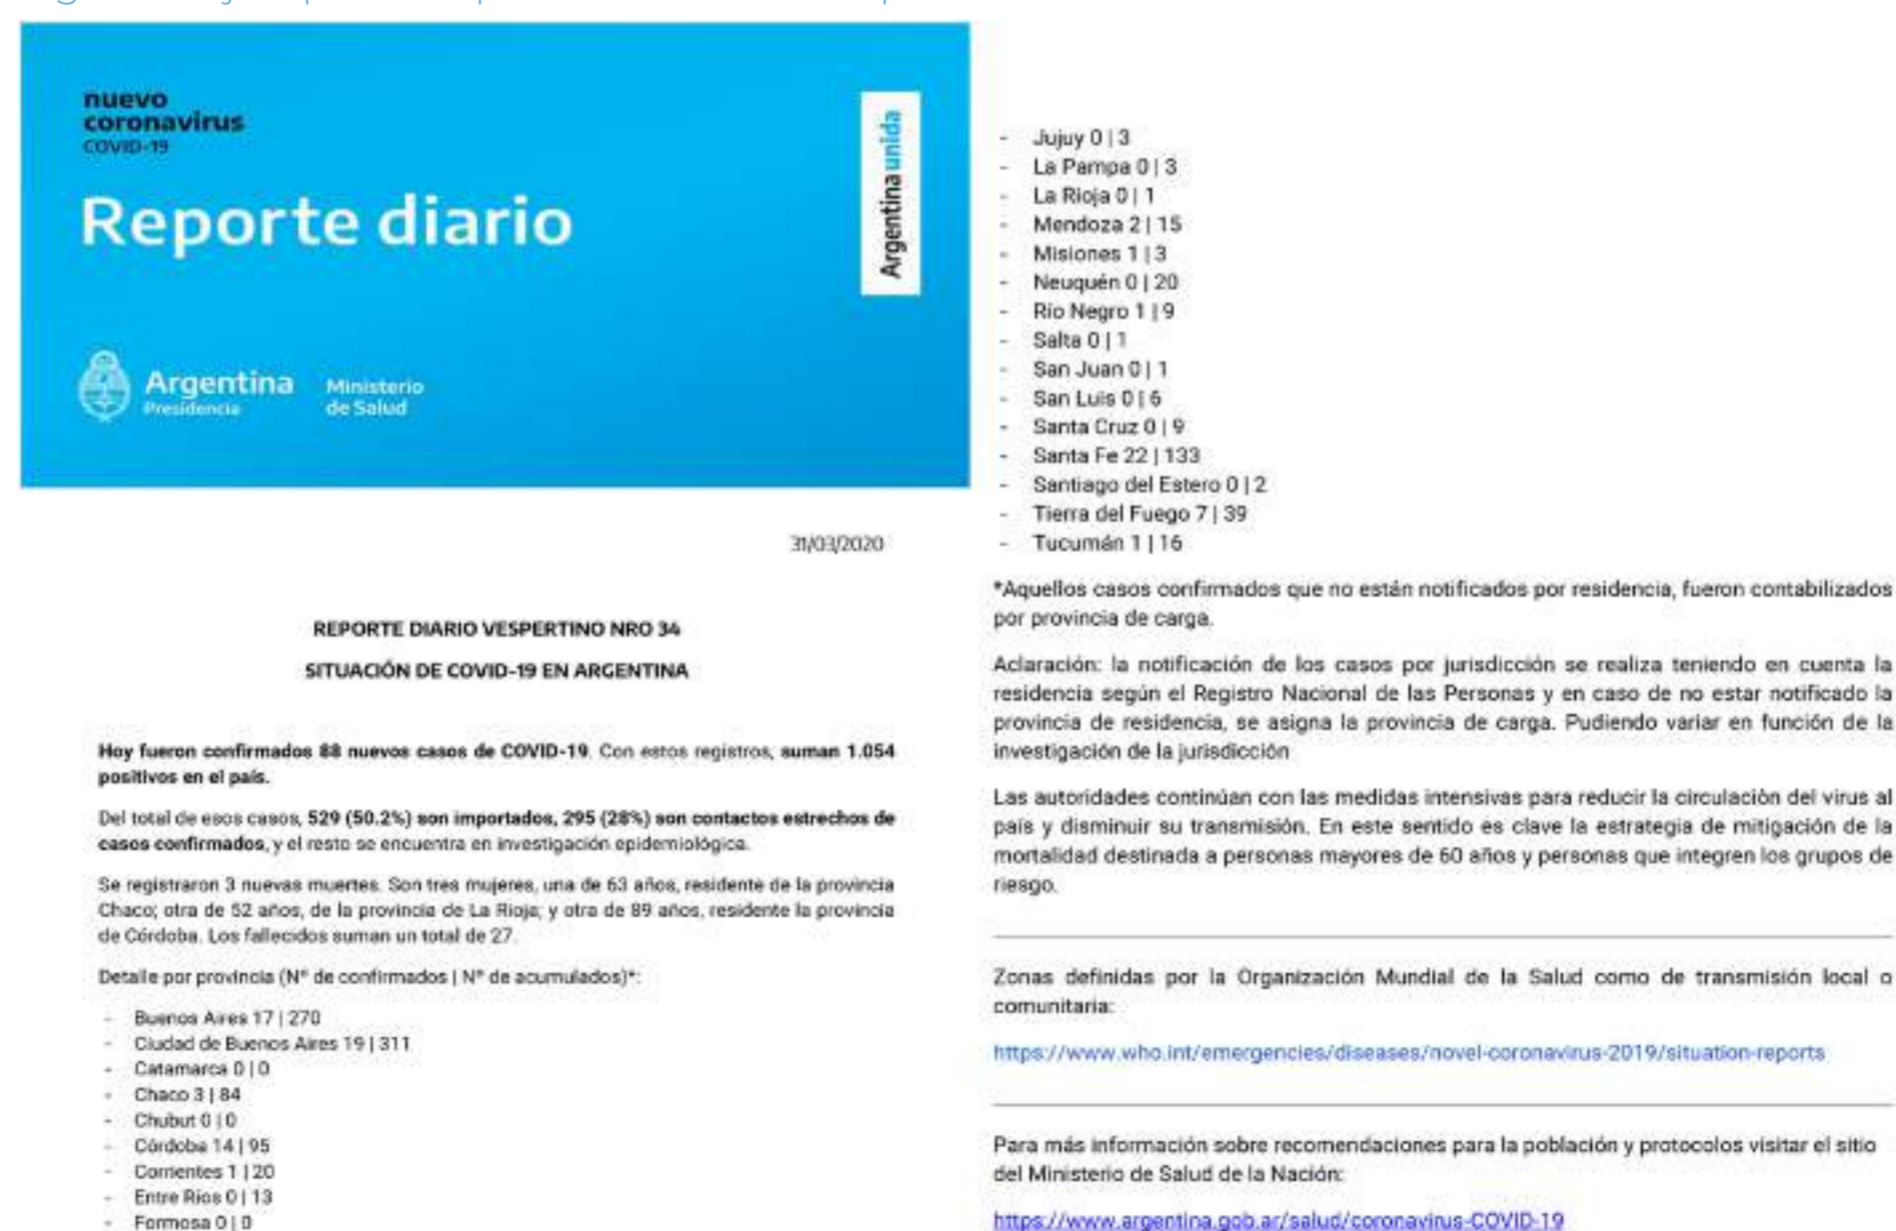 nuevo
coronavirus
COVID-19
Reporte diario
Argentina unida
Argentina
Presidencia
Ministerio
de Salud
31/03/2020
REPORTE DIARIO VESPERTINO NRO 34
SITUACIÓN DE COVID-19 EN ARGENTINA
Hoy fueron confirmados 88 nuevos casos de COVID-19. Con estos registros, suman 1.054
positivos en el país.
Del total de esos casos, 529 (50.2%) son importados, 295 (28%) son contactos estrechos de
casos confirmados, y el resto se encuentra en investigación epidemiológica.
Se registraron 3 nuevas muertes. Son tres mujeres, una de 63 años, residente de la provincia
Chaco; otra de 52 años, de la provincia de La Rioja; y otra de 89 años, residente la provincia
de Córdoba. Los fallecidos suman un total de 27.
Detalle por provincia (N° de confirmados | N° de acumulados)*:
- Buenos Aires 17 | 270
- Ciudad de Buenos Aires 19 | 311
- Catamarca 0 | 0
- Chaco 3 | 84
- Chubut 0 | 0
- Córdoba 14 | 95
- Corrientes 1 | 20
- Entre Ríos 0 | 13
- Formosa 0 | 0
- Jujuy 0 | 3
- La Pampa 0 | 3
- La Rioja 0 | 1
- Mendoza 2 | 15
- Misiones 1 | 3
- Neuquén 0 | 20
- Río Negro 1 | 9
- Salta 0 | 1
- San Juan 0 | 1
- San Luis 0 | 6
- Santa Cruz 0 | 9
- Santa Fe 22 | 133
- Santiago del Estero 0 | 2
- Tierra del Fuego 7 | 39
- Tucumán 1 | 16
*Aquellos casos confirmados que no están notificados por residencia, fueron contabilizados
por provincia de carga.
Aclaración: la notificación de los casos por jurisdicción se realiza teniendo en cuenta la
residencia según el Registro Nacional de las Personas y en caso de no estar notificado la
provincia de residencia, se asigna la provincia de carga. Pudiendo variar en función de la
investigación de la jurisdicción
Las autoridades continúan con las medidas intensivas para reducir la circulación del virus al
país y disminuir su transmisión. En este sentido es clave la estrategia de mitigación de la
mortalidad destinada a personas mayores de 60 años y personas que integren los grupos de
riesgo.
Zonas definidas por la Organización Mundial de la Salud como de transmisión local o
comunitaria:
https://www.who.int/emergencies/diseases/novel-coronavirus-2019/situation-reports
Para más información sobre recomendaciones para la población y protocolos visitar el sitio
del Ministerio de Salud de la Nación:
https://www.argentina.gob.ar/salud/coronavirus-COVID-19